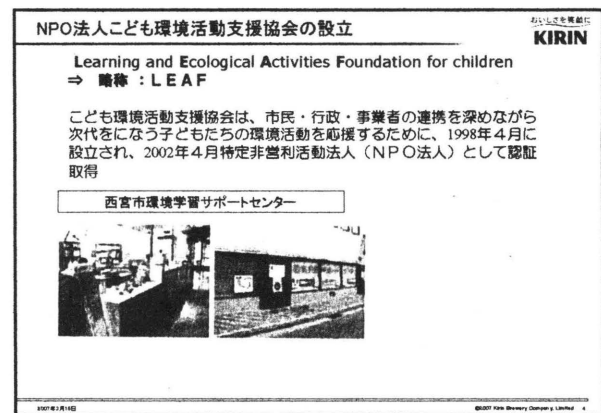 NPO法人こども環境活動支援協会の設立
おいしさを笑顔に
KIRIN
Learning and Ecological Activities Foundation for children
⇒ 略称 : LEAF
こども環境活動支援協会は、市民・行政・事業者の連携を深めながら
次代をになう子どもたちの環境活動を応援するために、1998年4月に
設立され、2002年4月特定非営利活動法人（NPO法人）として認証
取得
西宮市環境学習サポートセンター
©2007 Kirin Brewery Company, Limited 4